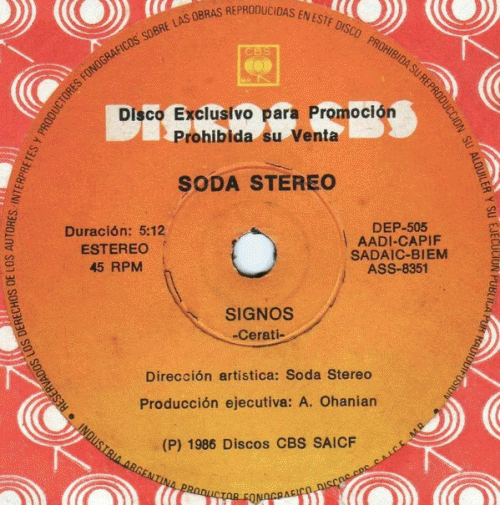 RESERVADOS LOS DERECHOS DE LOS AUTORES, INTERPRETES Y PRODUCTORES FONOGRAFICOS SOBRE LAS OBRAS REPRODUCIDAS EN ESTE DISCO PROHIBIDA SU REPRODUCCION, SU ALQUILER Y SU EJECUCION PUBLICA POR RADIODIFUSION
CBS
DISCOS CBS
Disco Exclusivo para Promoción
Prohibida su Venta
SODA STEREO
Duración: 5:12
ESTEREO
45 RPM
DEP-505
AADI-CAPIF
SADAIC-BIEM
ASS-8351
SIGNOS
-Cerati-
Dirección artística: Soda Stereo
Producción ejecutiva: A. Ohanian
(P) 1986 Discos CBS SAICF
INDUSTRIA ARGENTINA PRODUCTOR FONOGRAFICO DISCOS CBS S.A.I.C.F.